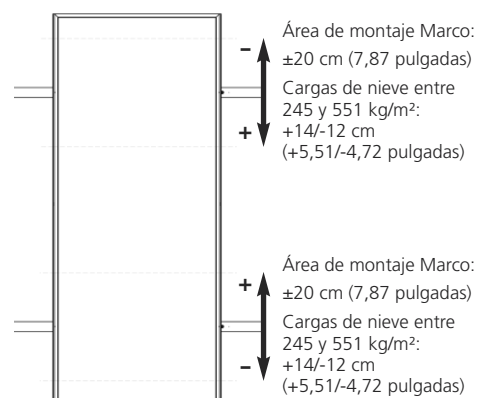 Área de montaje Marco:
±20 cm (7,87 pulgadas)
Cargas de nieve entre
245 y 551 kg/m²:
+14/-12 cm
(+5,51/-4,72 pulgadas)
-
+
Área de montaje Marco:
±20 cm (7,87 pulgadas)
Cargas de nieve entre
245 y 551 kg/m²:
+14/-12 cm
(+5,51/-4,72 pulgadas)
+
-